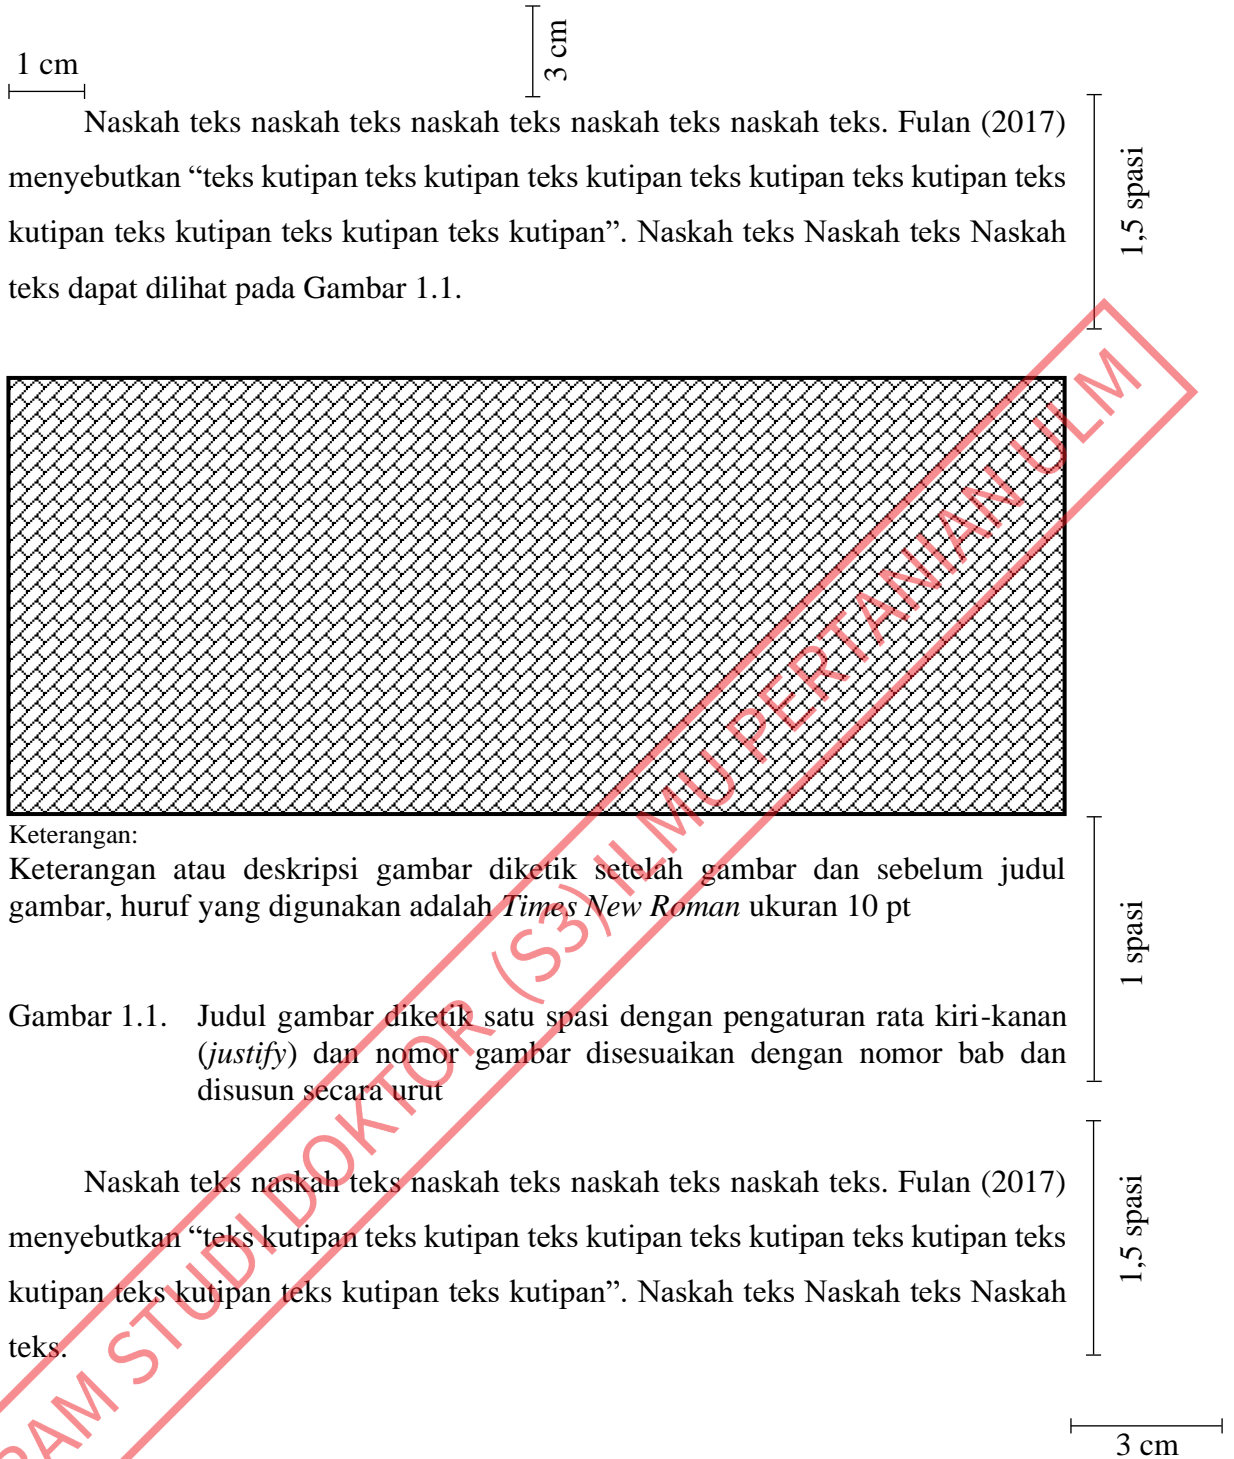 3 cm
1 cm
Naskah teks naskah teks naskah teks naskah teks naskah teks. Fulan (2017)
menyebutkan “teks kutipan teks kutipan teks kutipan teks kutipan teks kutipan teks
kutipan teks kutipan teks kutipan teks kutipan”. Naskah teks Naskah teks Naskah
teks dapat dilihat pada Gambar 1.1.
1,5 spasi
Keterangan:
Keterangan atau deskripsi gambar diketik setelah gambar dan sebelum judul
gambar, huruf yang digunakan adalah Times New Roman ukuran 10 pt
1 spasi
Gambar 1.1. Judul gambar diketik satu spasi dengan pengaturan rata kiri-kanan
(justify) dan nomor gambar disesuaikan dengan nomor bab dan
disusun secara urut
Naskah teks naskah teks naskah teks naskah teks naskah teks. Fulan (2017)
menyebutkan “teks kutipan teks kutipan teks kutipan teks kutipan teks kutipan teks
kutipan teks kutipan teks kutipan teks kutipan”. Naskah teks Naskah teks Naskah
teks.
1,5 spasi
3 cm
RAM STUDI DOKTOR (S3) ILMU PERTANIAN ULM